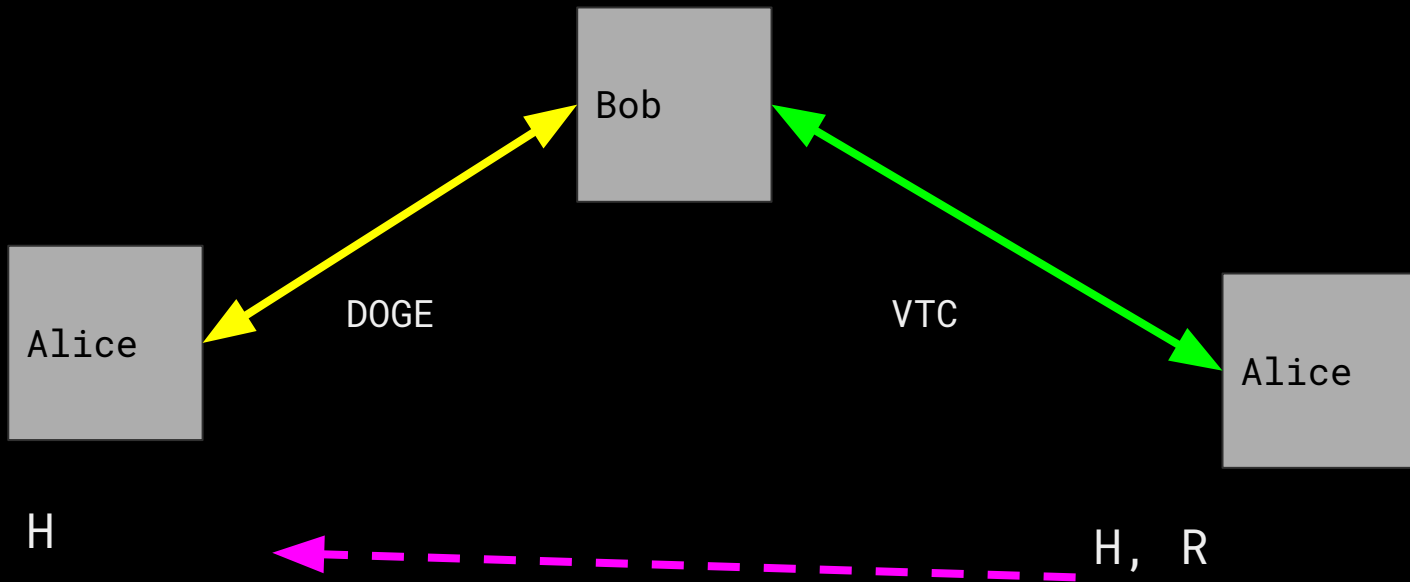 Bob
Alice
DOGE
VTC
Alice
H
H, R